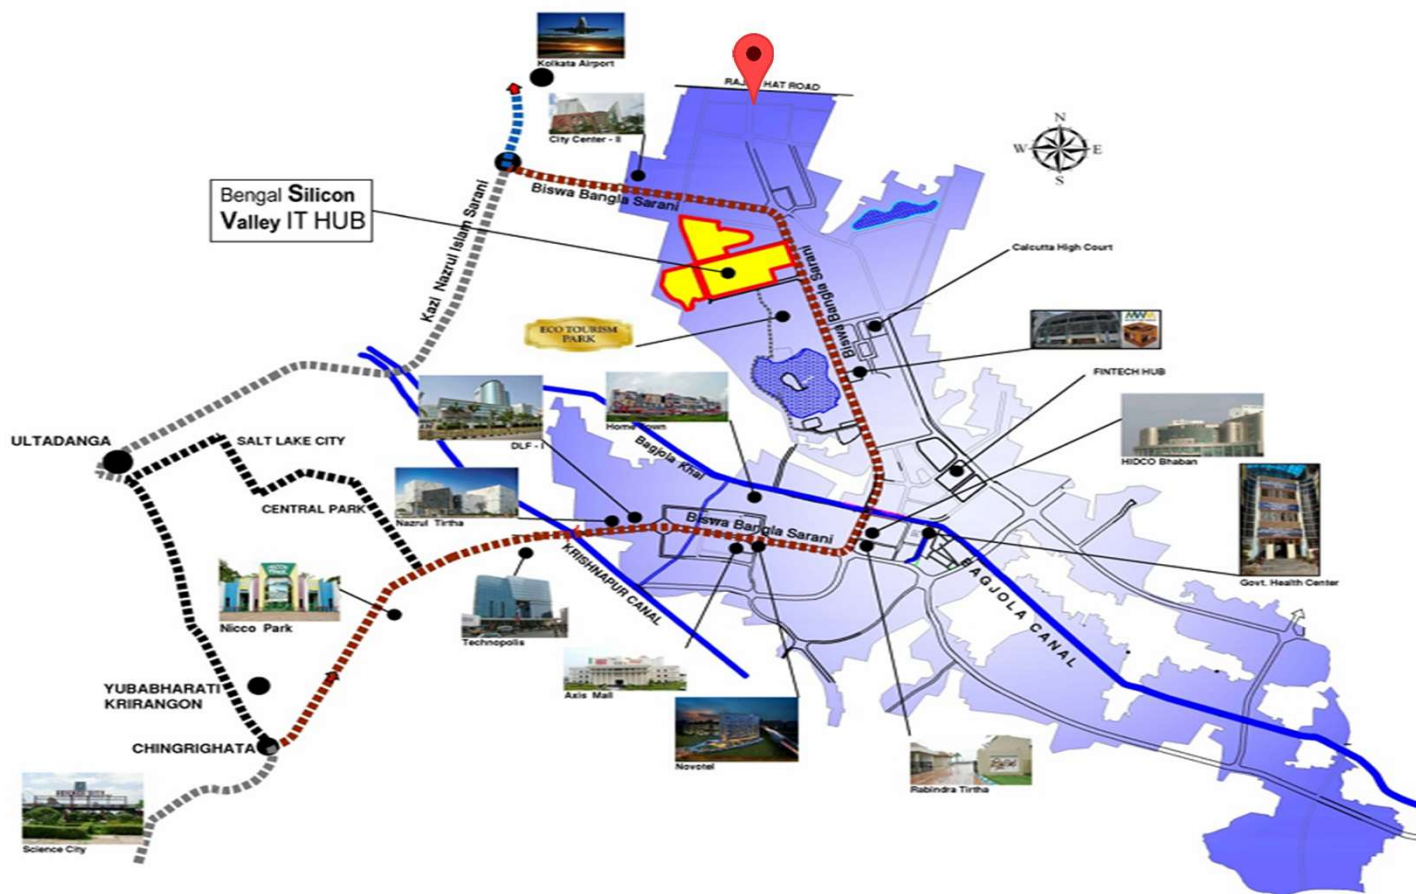 Kolkata Airport
City Center - II
N
W E
S
Bengal Silicon
Valley IT HUB
Kazi Nazrul Islam Sarani
Biswa Bangla Sarani
Biswa Bangla Sarani
Calcutta High Court
ECO TOURISM
PARK
FINTECH HUB
HIDCO Bhaban
Home Town
DLF - I
Bagjola Khal
ULTADANGA
SALT LAKE CITY
CENTRAL PARK
Nazrul Tirtha
Biswa Bangla Sarani
KRISHNAPUR CANAL
BAGJOLA CANAL
Govt. Health Center
Nicco Park
Technopolis
Axis Mall
Novotel
Rabindra Tirtha
YUBABHARATI
KRIRANGON
CHINGRIGHATA
Science City